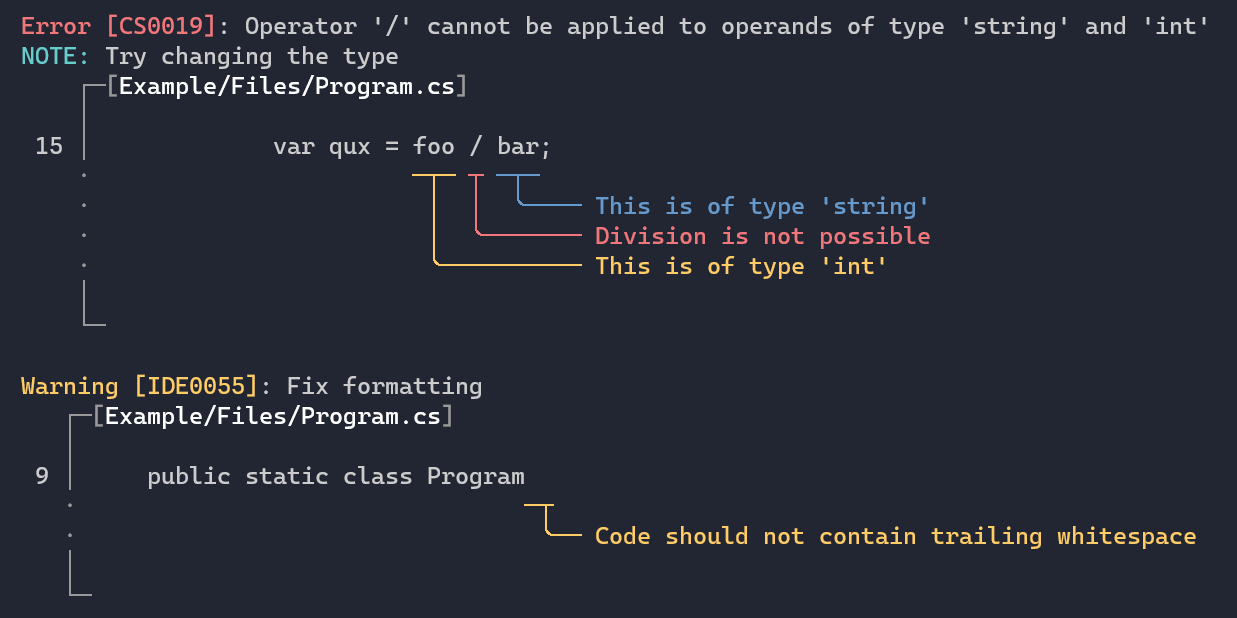 Error [CS0019]: Operator '/' cannot be applied to operands of type 'string' and 'int'
NOTE: Try changing the type
[Example/Files/Program.cs]
15 var qux = foo / bar;
This is of type 'string'
Division is not possible
This is of type 'int'
Warning [IDE0055]: Fix formatting
[Example/Files/Program.cs]
9 public static class Program
Code should not contain trailing whitespace